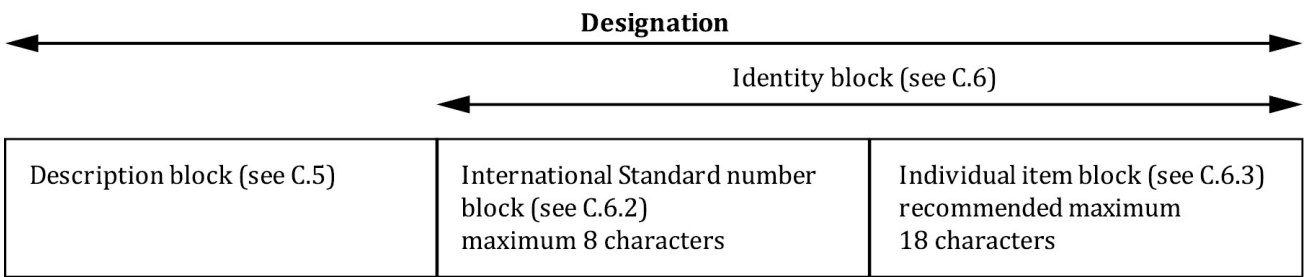 Designation
Identity block (see C.6)
Description block (see C.5)
International Standard number
block (see C.6.2)
maximum 8 characters
Individual item block (see C.6.3)
recommended maximum
18 characters